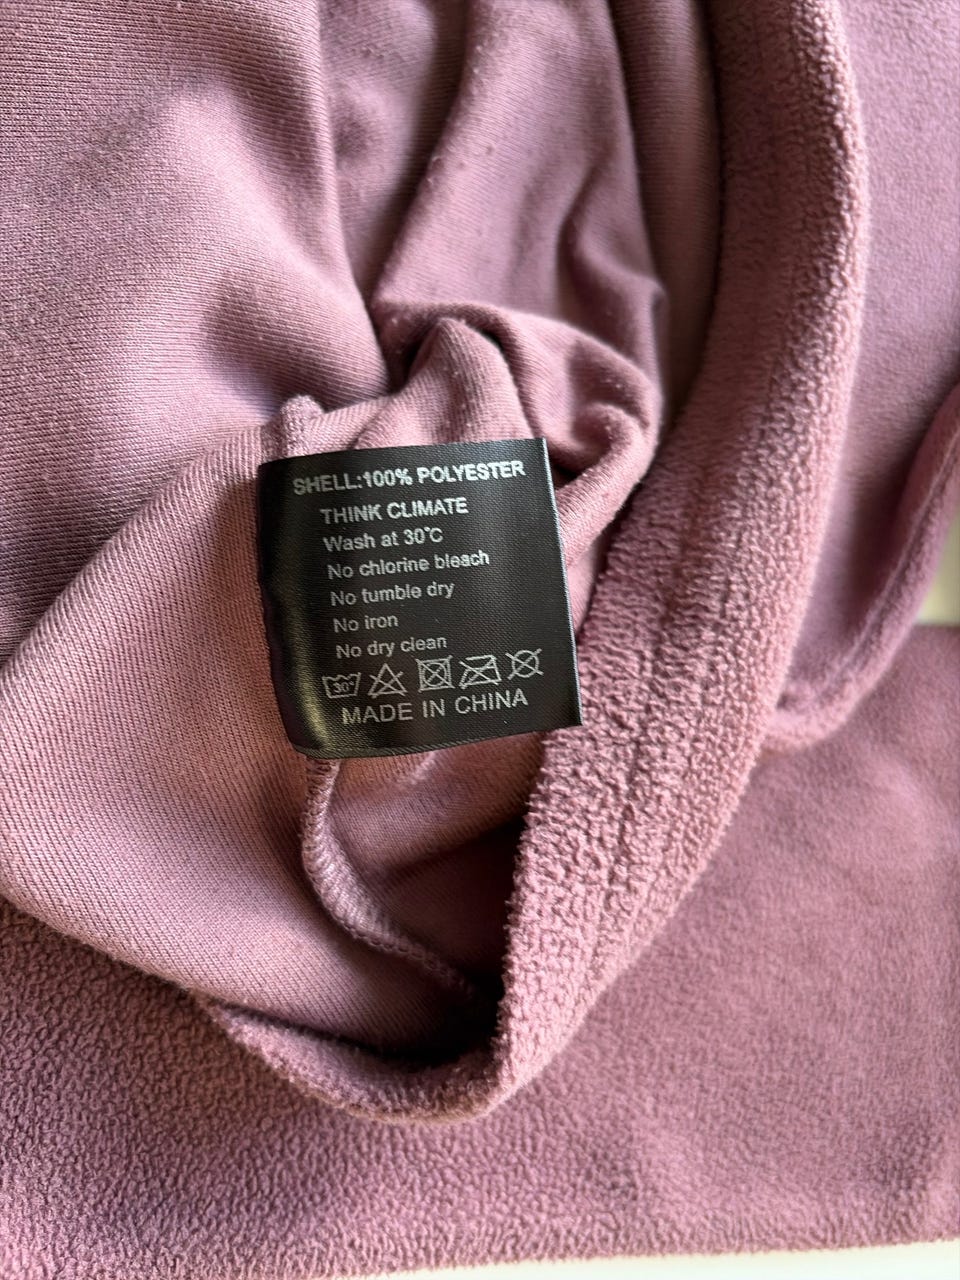 SHELL:100% POLYESTER
THINK CLIMATE
Wash at 30°C
No chlorine bleach
No tumble dry
No iron
No dry clean
30°
MADE IN CHINA